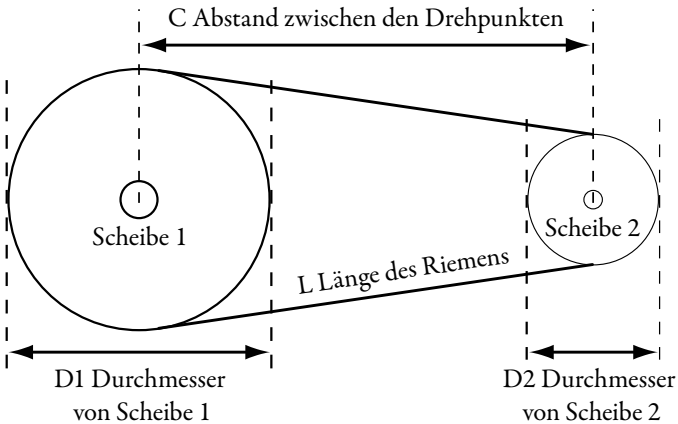 C Abstand zwischen den Drehpunkten
Scheibe 1
Scheibe 2
L Länge des Riemens
D1 Durchmesser
von Scheibe 1
D2 Durchmesser
von Scheibe 2